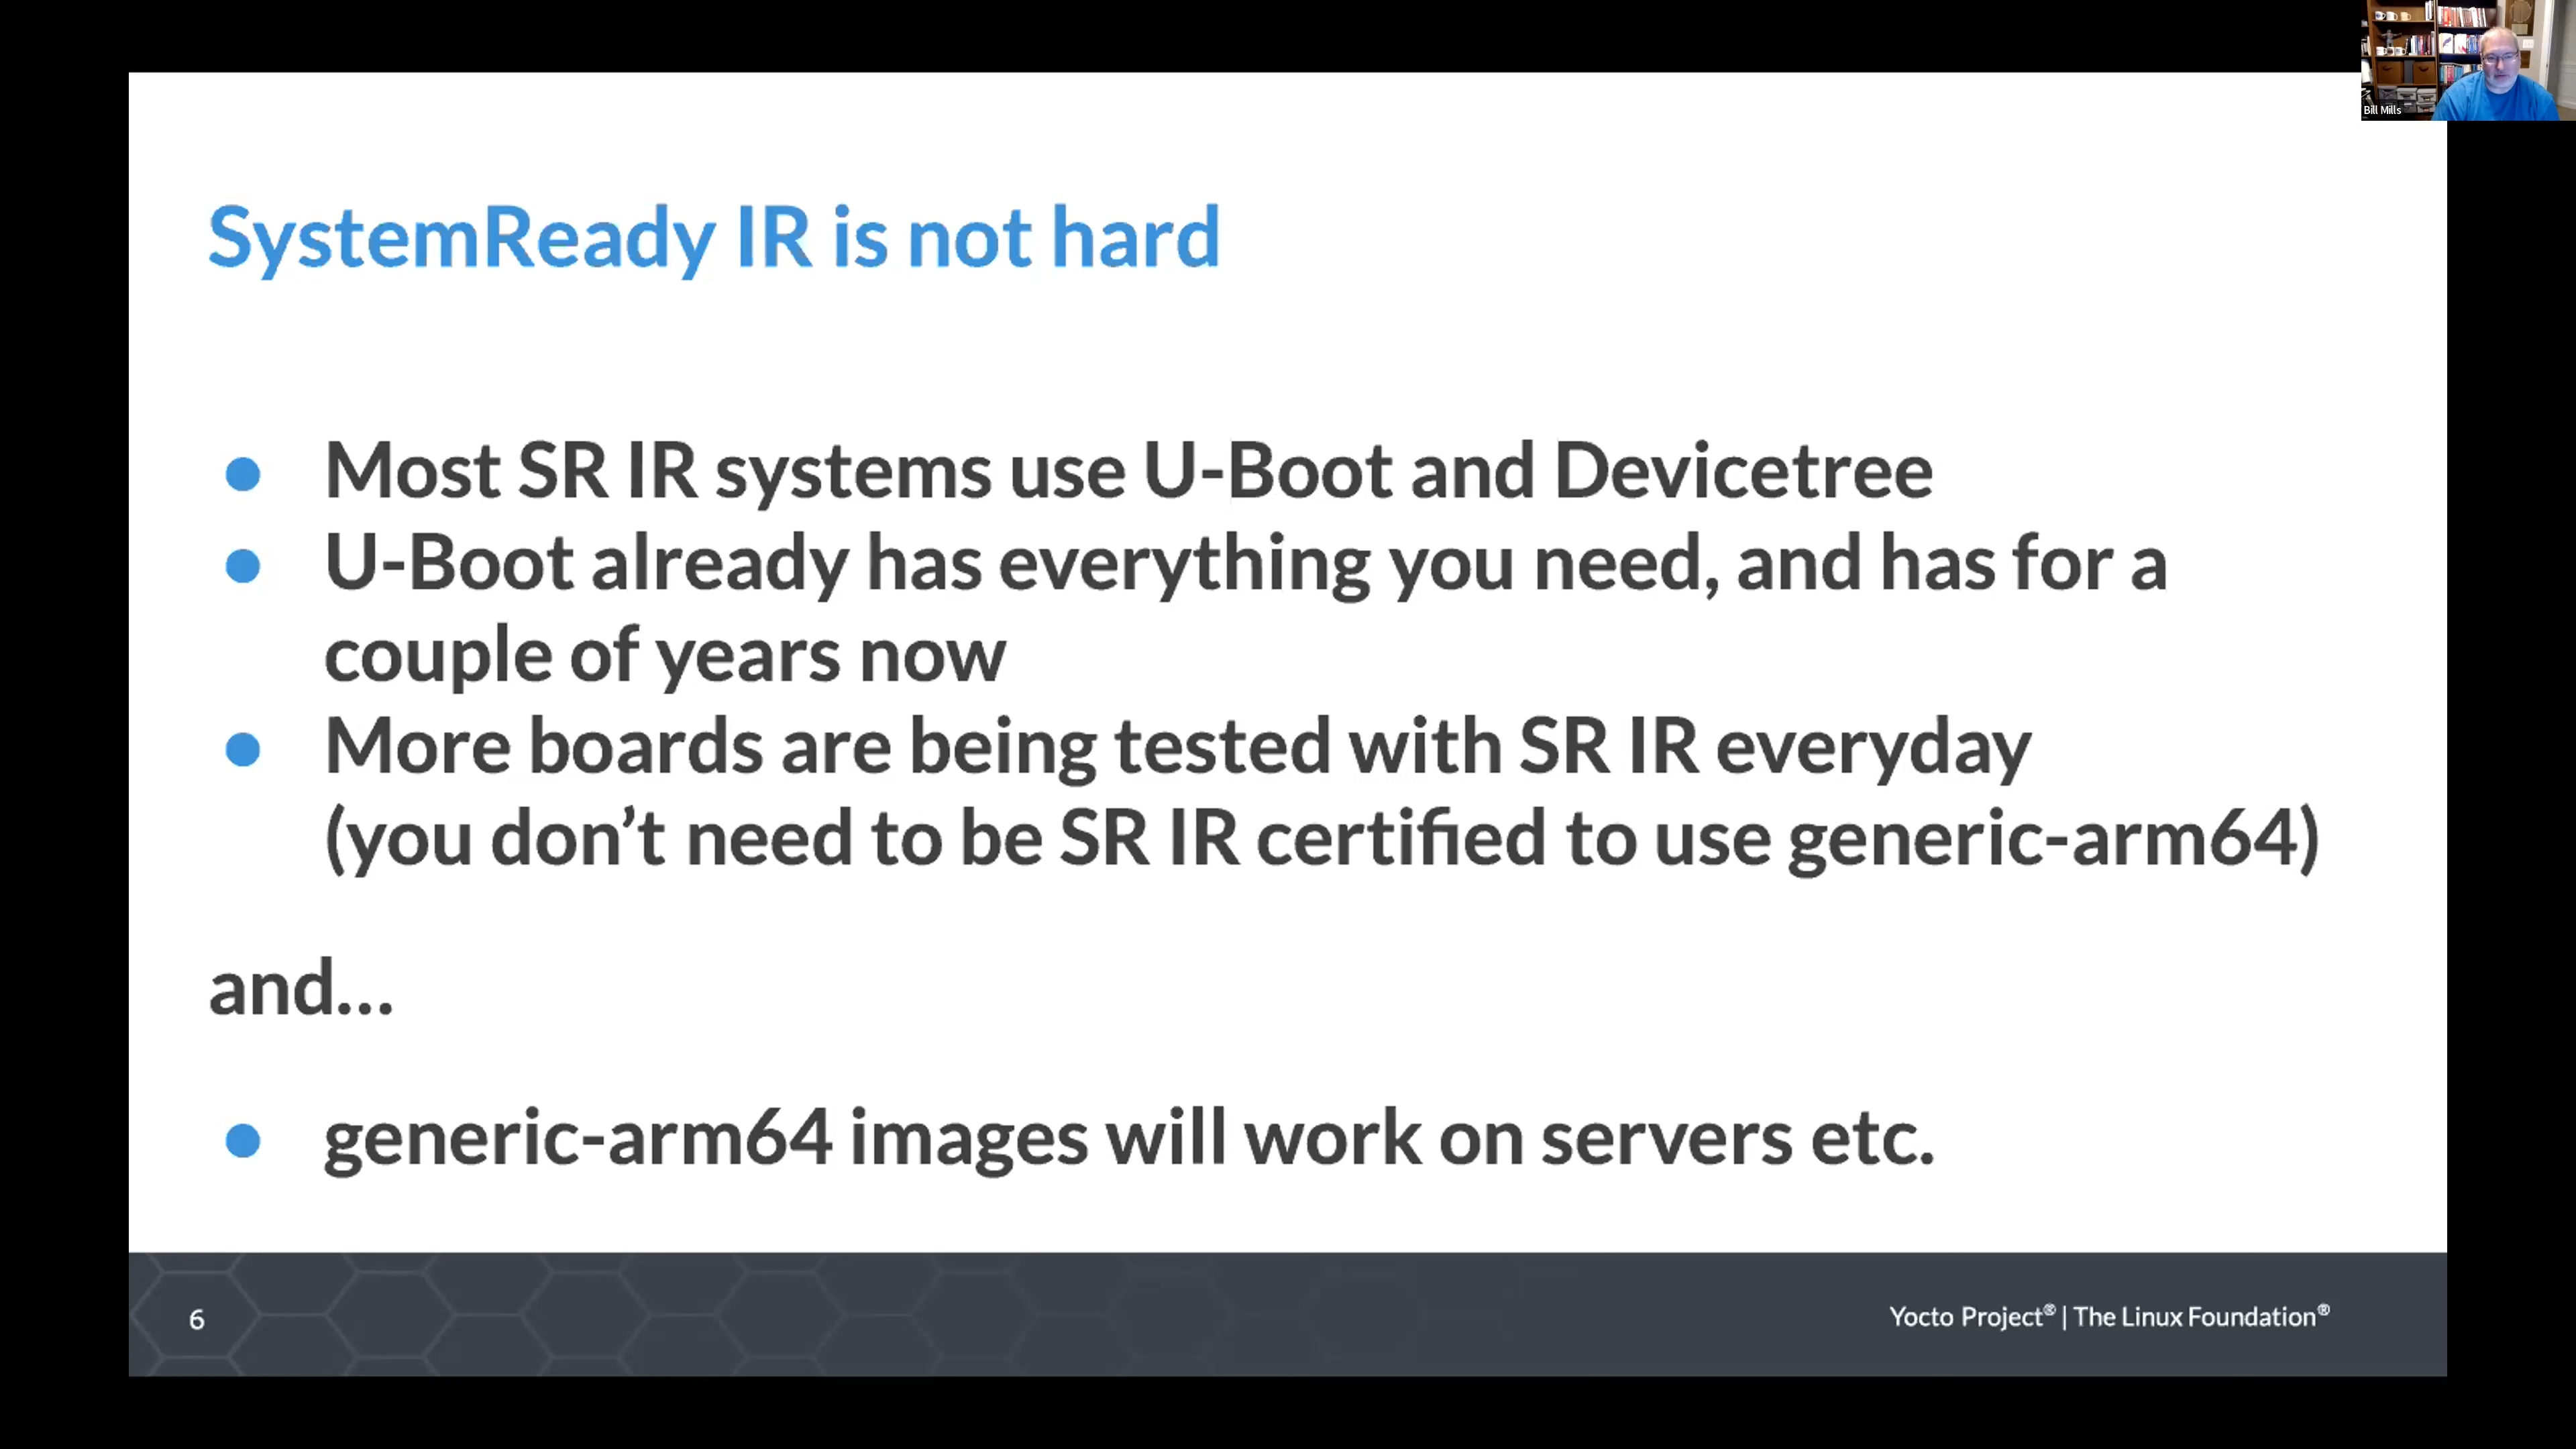 Bill Mills
SystemReady IR is not hard
● Most SR IR systems use U-Boot and Devicetree
● U-Boot already has everything you need, and has for a
couple of years now
● More boards are being tested with SR IR everyday
(you don’t need to be SR IR certified to use generic-arm64)
and...
● generic-arm64 images will work on servers etc.
6
Yocto Project® | The Linux Foundation®